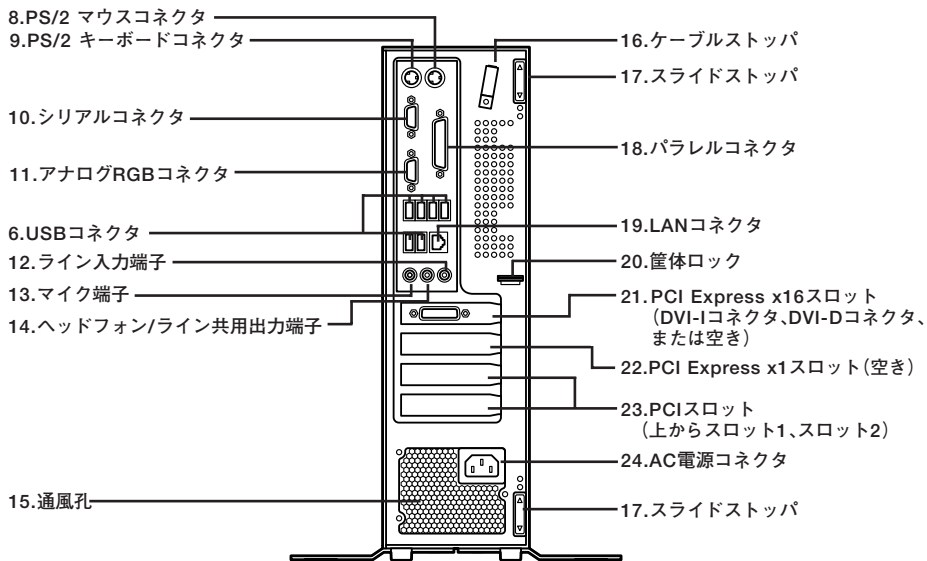 8.PS/2 マウスコネクタ
9.PS/2 キーボードコネクタ
10.シリアルコネクタ
11.アナログRGBコネクタ
6.USBコネクタ
12.ライン入力端子
13.マイク端子
14.ヘッドフォン/ライン共用出力端子
15.通風孔
16.ケーブルストッパ
17.スライドストッパ
18.パラレルコネクタ
19.LANコネクタ
20.筐体ロック
21.PCI Express x16スロット
(DVI-Iコネクタ、DVI-Dコネクタ、
または空き)
22.PCI Express x1スロット(空き)
23.PCIスロット
(上からスロット1、スロット2)
24.AC電源コネクタ
17.スライドストッパ